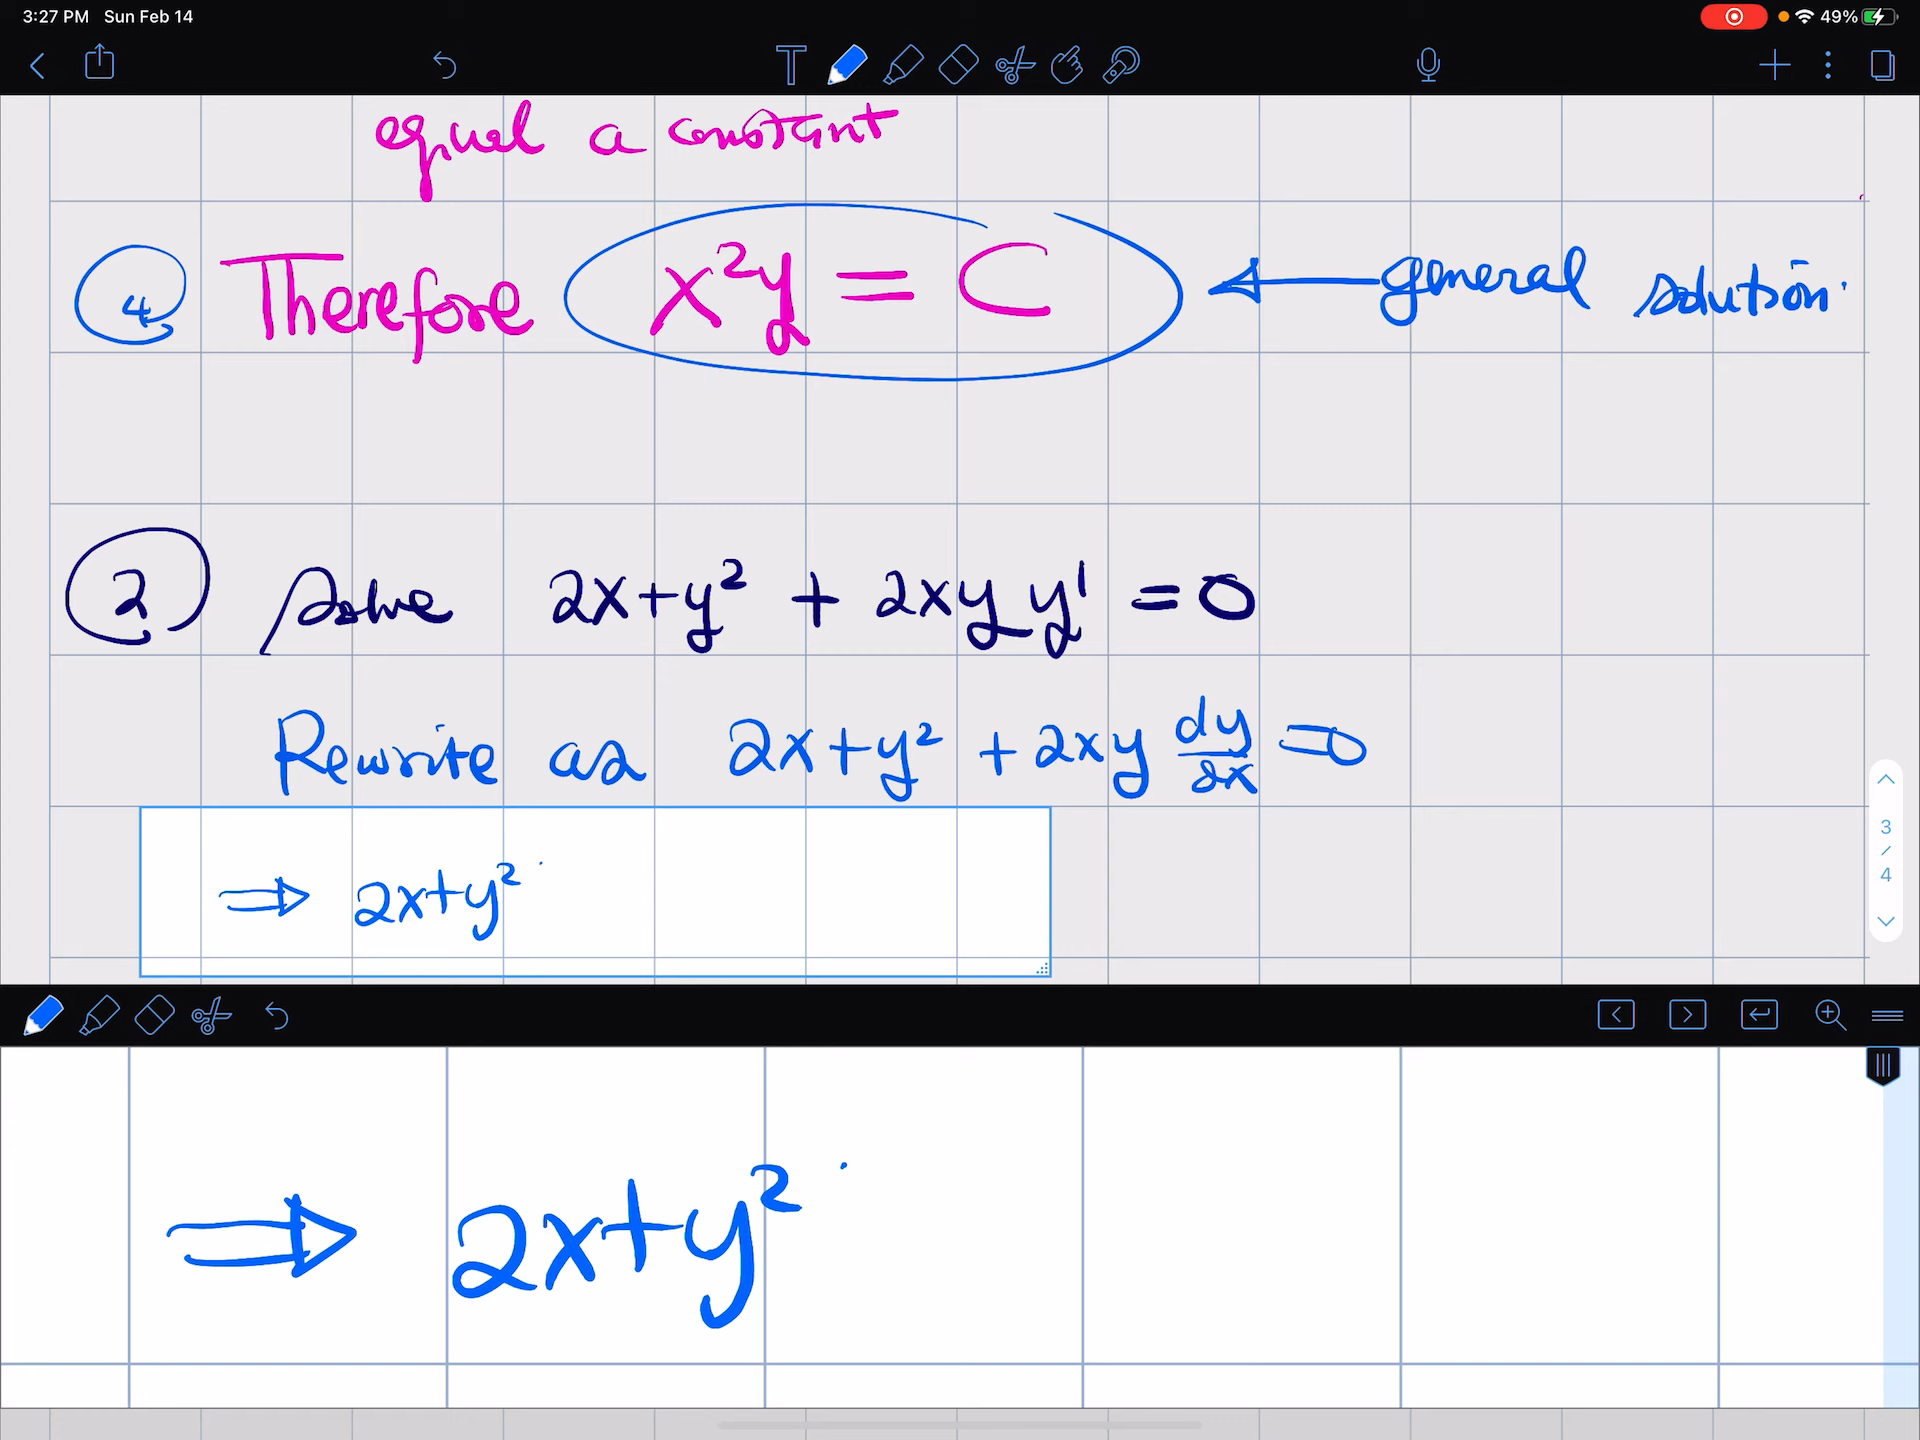 3:27 PM Sun Feb 14
49%
equal a constant
4 Therefore x²y = C ← general solution.
2 Solve 2x+y² + 2xy y' = 0
Rewrite as 2x+y² + 2xy dy/dx = 0
⇒ 2x+y²
3 / 4
⇒ 2x+y²